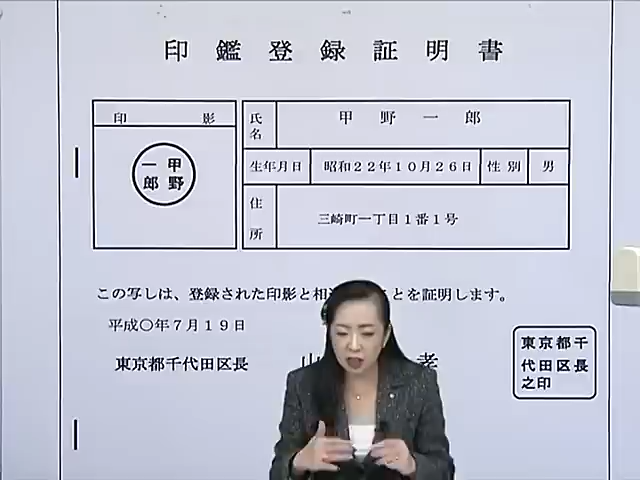 印鑑登録証明書
印影
一甲
郎野
氏名
甲野一郎
生年月日
昭和２２年１０月２６日
性別
男
住所
三崎町一丁目１番１号
この写しは、登録された印影と相
とを証明します。
平成〇年７月１９日
東京都千代田区長
山
孝
東京都千
代田区長
之印